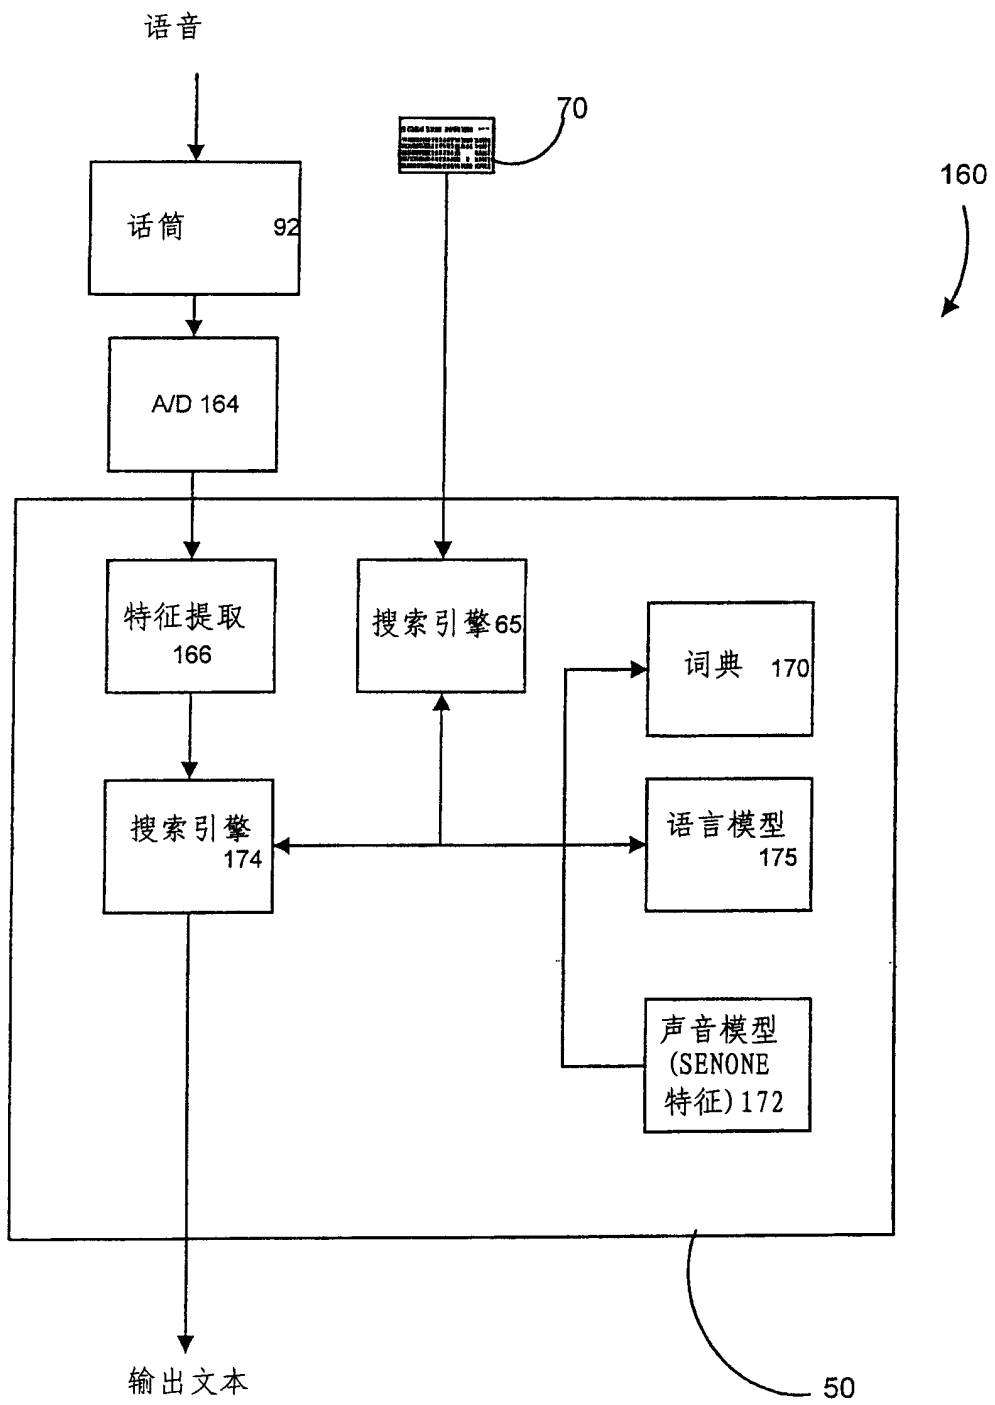 语音
70
160
话筒 92
A/D 164
特征提取
166
搜索引擎65
词典 170
搜索引擎
174
语言模型
175
声音模型
(SENONE
特征)172
输出文本
50